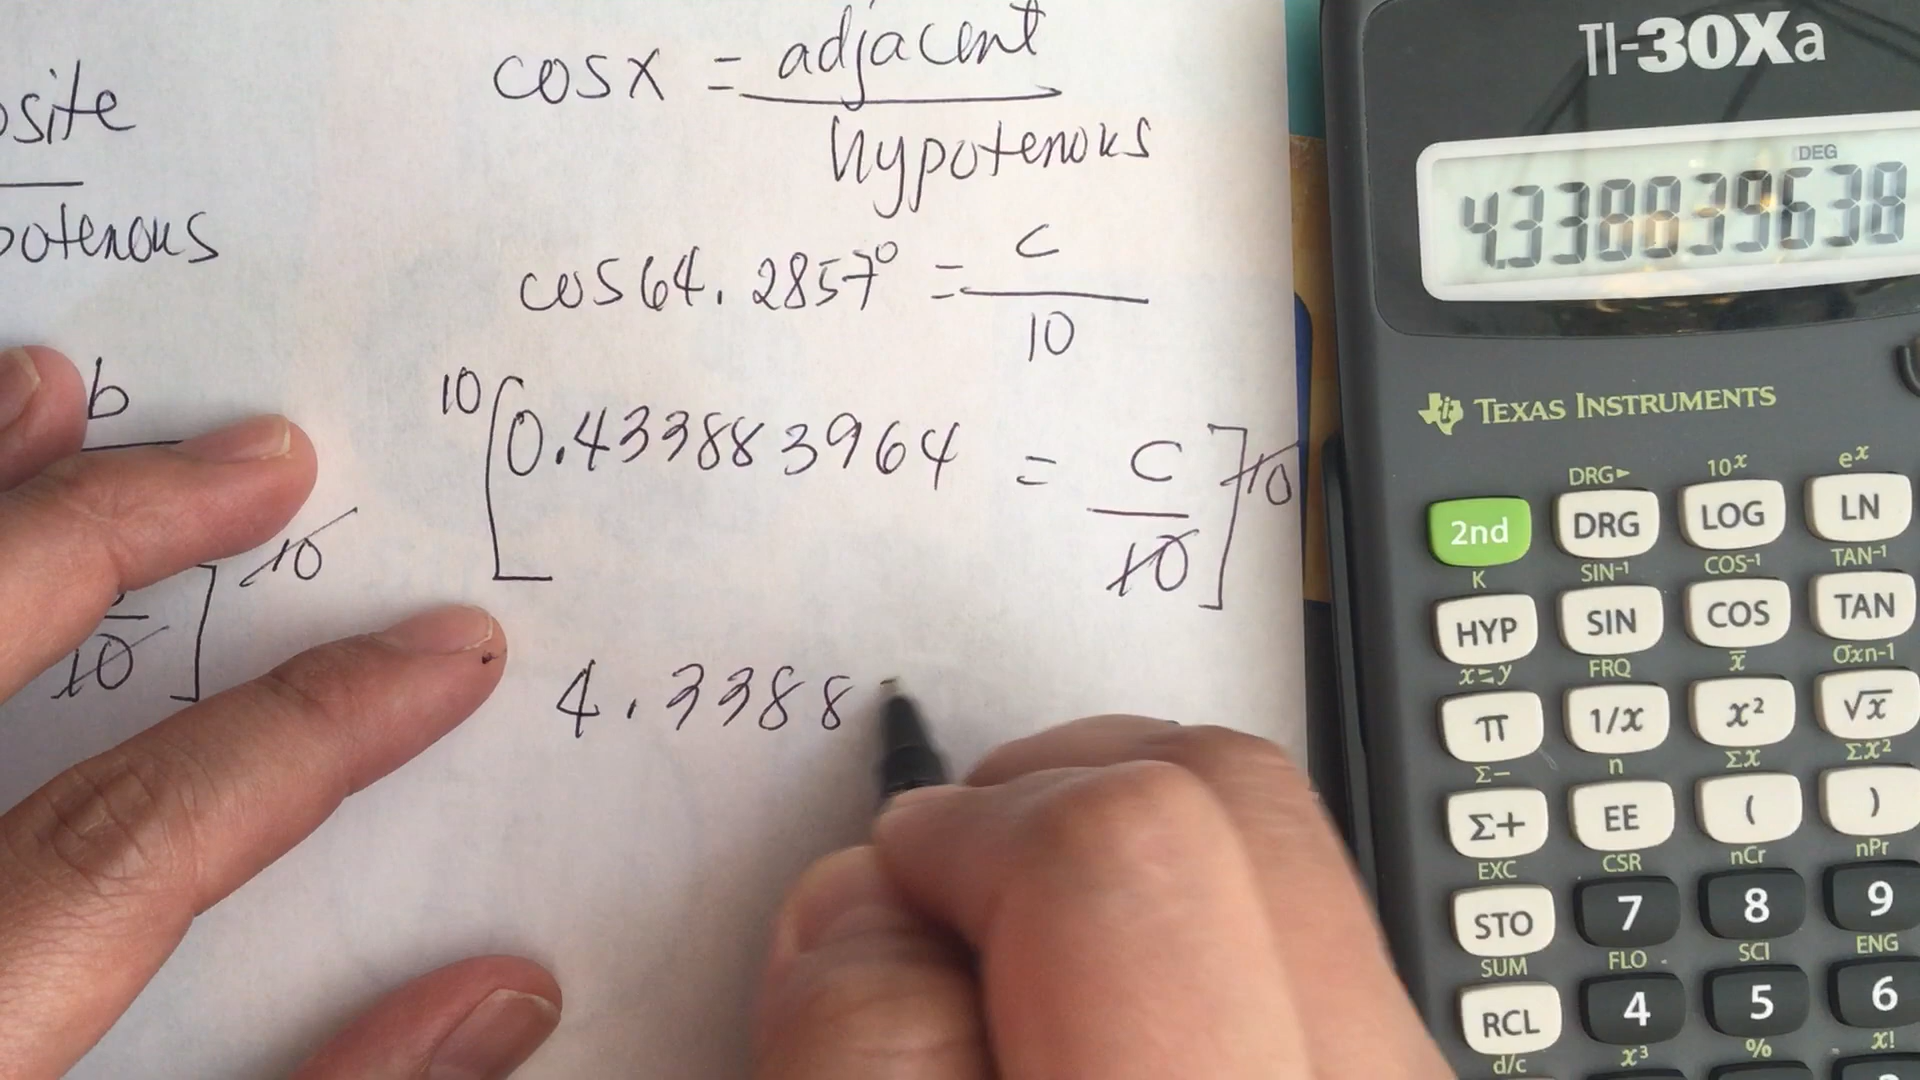 cosx = adjacent
hypotenous
cos64.2857° = c
10
10[0.433883964 = c ]10
10
4.3388
osite
potenous
b
10
10
TI-30Xa
DEG
4.338839638
TEXAS INSTRUMENTS
DRG▸ 10ˣ eˣ
2nd DRG LOG LN
K SIN⁻¹ COS⁻¹ TAN⁻¹
HYP SIN COS TAN
x⇆y FRQ x̄ σxn-1
π 1/x x² √x
Σ- n Σx Σx²
Σ+ EE ( )
EXC CSR nCr nPr
STO 7 8 9
SUM FLO SCI ENG
RCL 4 5 6
d/c x³ % x!